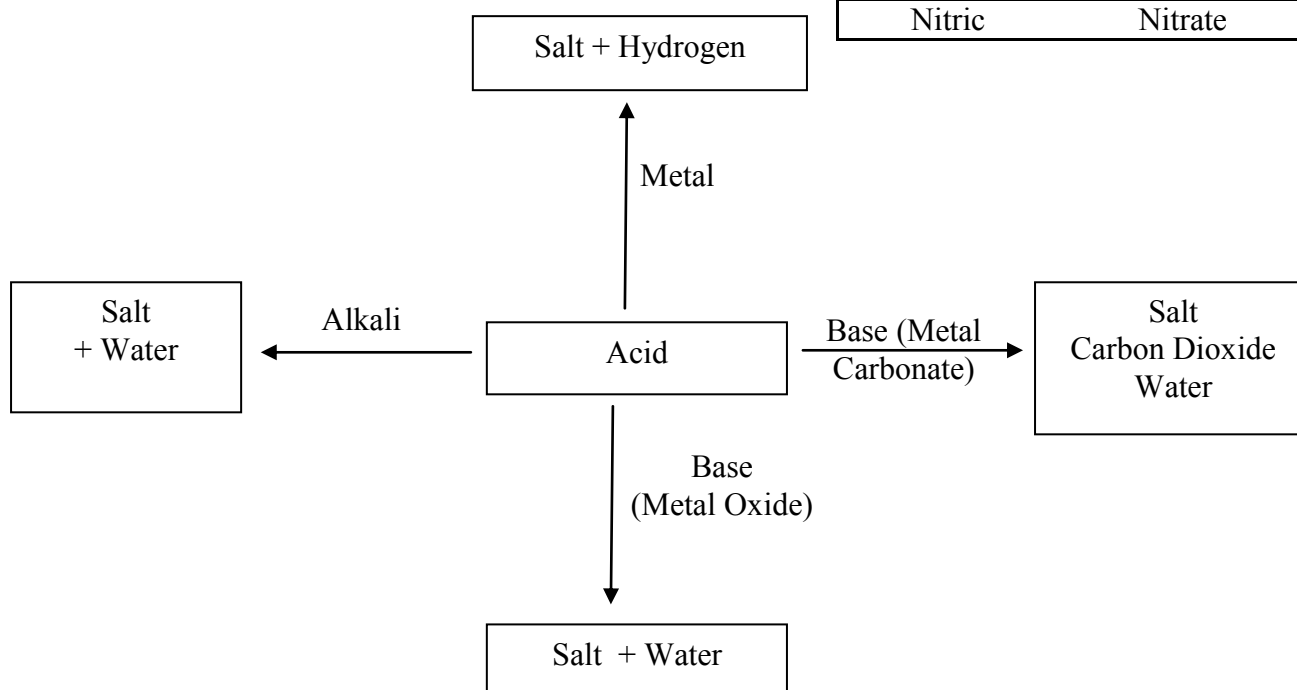 Nitric Nitrate
Salt + Hydrogen
Metal
Salt
+ Water
Alkali
Acid
Base (Metal
Carbonate)
Salt
Carbon Dioxide
Water
Base
(Metal Oxide)
Salt + Water